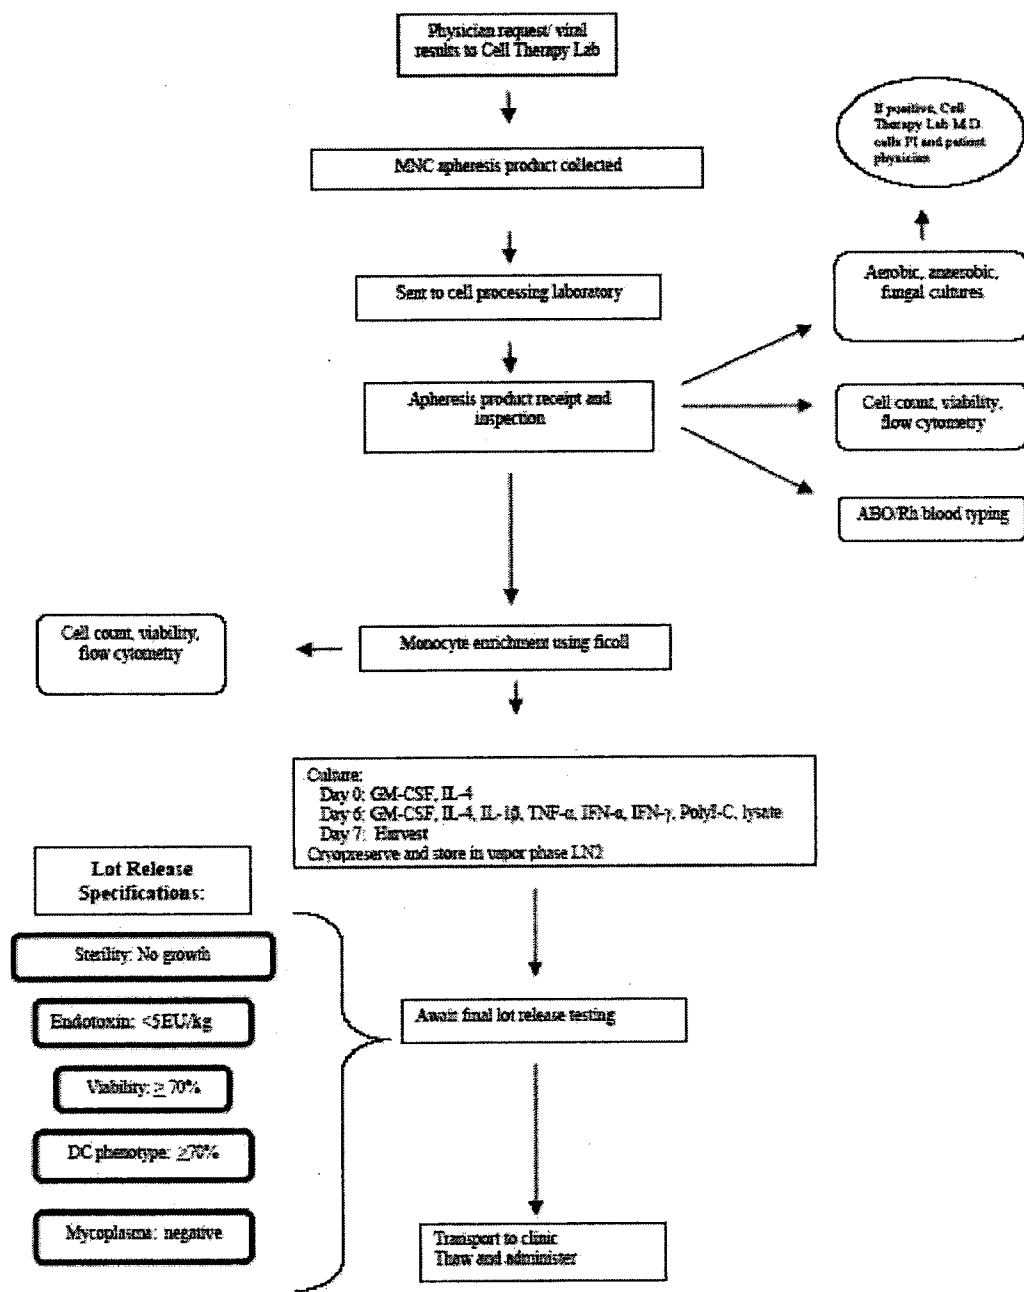 Physician request/ viral
results to Cell Therapy Lab
If positive, Cell
Therapy Lab M.D.
calls PI and patient
physician
MNC apheresis product collected
Aerobic, anaerobic,
fungal cultures
Sent to cell processing laboratory
Apheresis product receipt and
inspection
Cell count, viability,
flow cytometry
ABO/Rh blood typing
Cell count, viability,
flow cytometry
Monocyte enrichment using ficoll
Culture:
Day 0: GM-CSF, IL-4
Day 6: GM-CSF, IL-4, IL-1β, TNF-α, IFN-α, IFN-γ, PolyI-C, lysate
Day 7: Harvest
Cryopreserve and store in vapor phase LN2
Lot Release
Specifications:
Sterility: No growth
Endotoxin: <5EU/kg
Await final lot release testing
Viability: ≥ 70%
DC phenotype: ≥70%
Mycoplasma: negative
Transport to clinic
Thaw and administer